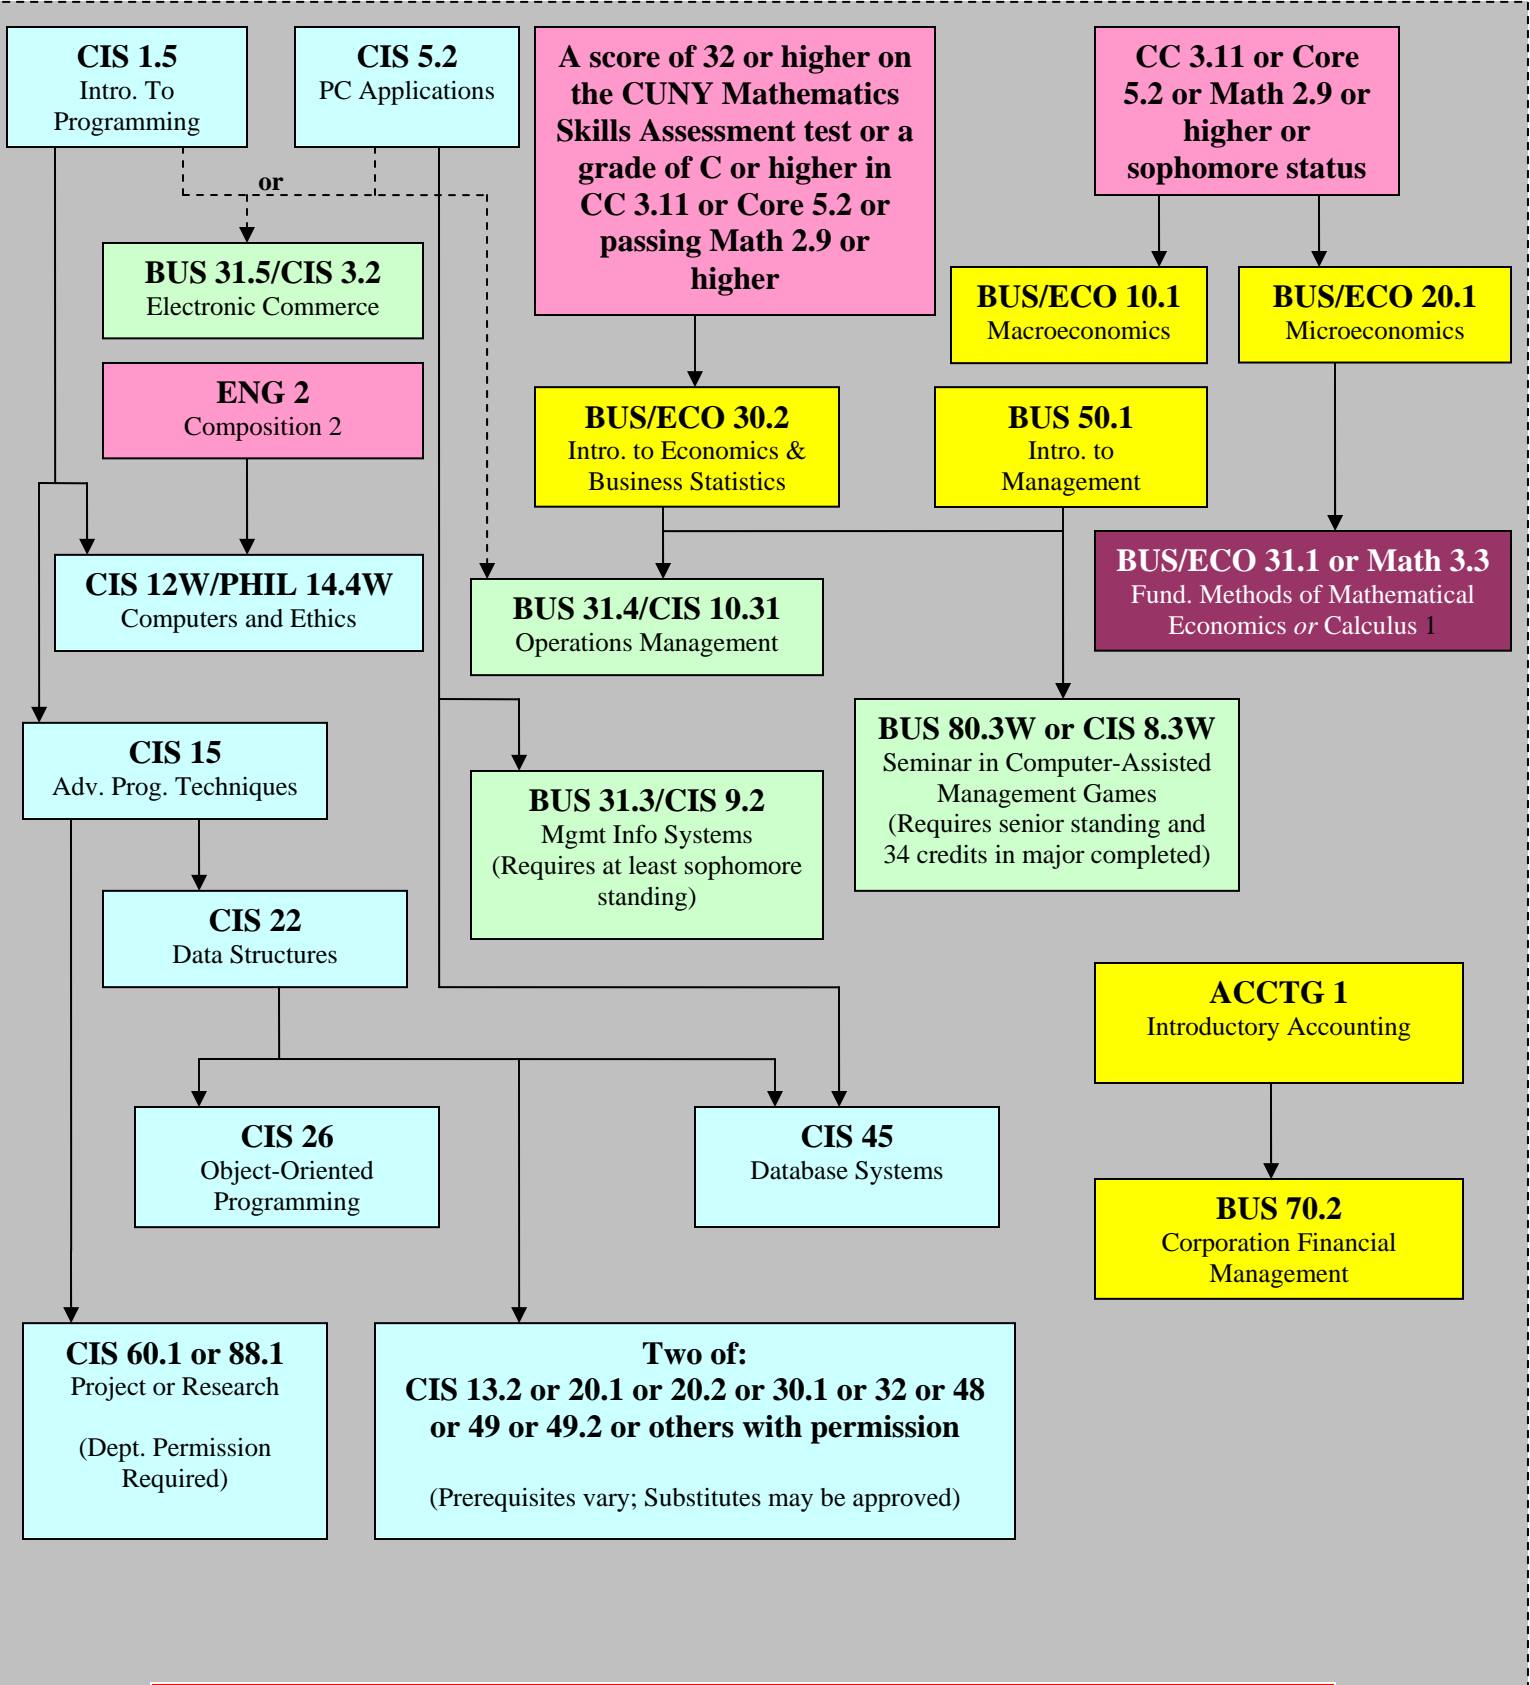 CIS 1.5
Intro. To
Programming
CIS 5.2
PC Applications
A score of 32 or higher on
the CUNY Mathematics
Skills Assessment test or a
grade of C or higher in
CC 3.11 or Core 5.2 or
passing Math 2.9 or
higher
CC 3.11 or Core
5.2 or Math 2.9 or
higher or
sophomore status
or
BUS 31.5/CIS 3.2
Electronic Commerce
BUS/ECO 10.1
Macroeconomics
BUS/ECO 20.1
Microeconomics
ENG 2
Composition 2
BUS/ECO 30.2
Intro. to Economics &
Business Statistics
BUS 50.1
Intro. to
Management
CIS 12W/PHIL 14.4W
Computers and Ethics
BUS 31.4/CIS 10.31
Operations Management
BUS/ECO 31.1 or Math 3.3
Fund. Methods of Mathematical
Economics or Calculus 1
CIS 15
Adv. Prog. Techniques
BUS 31.3/CIS 9.2
Mgmt Info Systems
(Requires at least sophomore
standing)
BUS 80.3W or CIS 8.3W
Seminar in Computer-Assisted
Management Games
(Requires senior standing and
34 credits in major completed)
CIS 22
Data Structures
ACCTG 1
Introductory Accounting
CIS 26
Object-Oriented
Programming
CIS 45
Database Systems
BUS 70.2
Corporation Financial
Management
CIS 60.1 or 88.1
Project or Research
(Dept. Permission
Required)
Two of:
CIS 13.2 or 20.1 or 20.2 or 30.1 or 32 or 48
or 49 or 49.2 or others with permission
(Prerequisites vary; Substitutes may be approved)